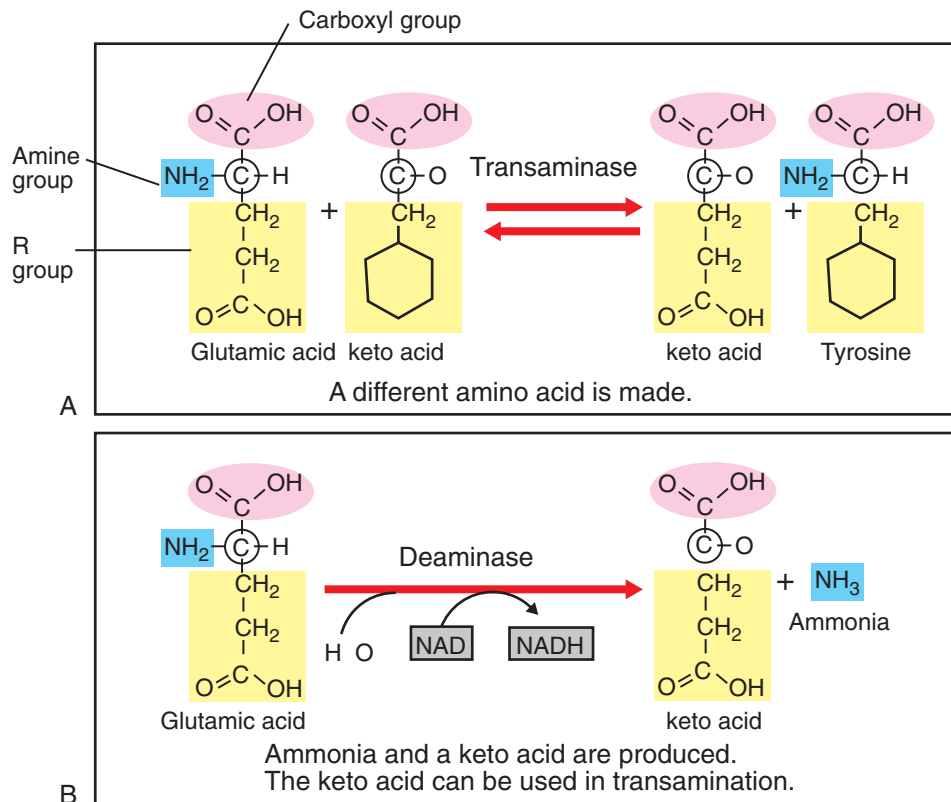 Carboxyl group
O OH O OH O OH O OH
C C C C
Amine
group
NH2 C H C O Transaminase C O NH2 C H
CH2 + CH2 CH2 + CH2
R
group
CH2 CH2
C C
O OH O OH
Glutamic acid keto acid keto acid Tyrosine
A different amino acid is made.
A
O OH O OH
C C
NH2 C H Deaminase C O
CH2 CH2 + NH3
CH2 H O NAD NADH CH2 Ammonia
C C
O OH O OH
Glutamic acid keto acid
Ammonia and a keto acid are produced.
The keto acid can be used in transamination.
B